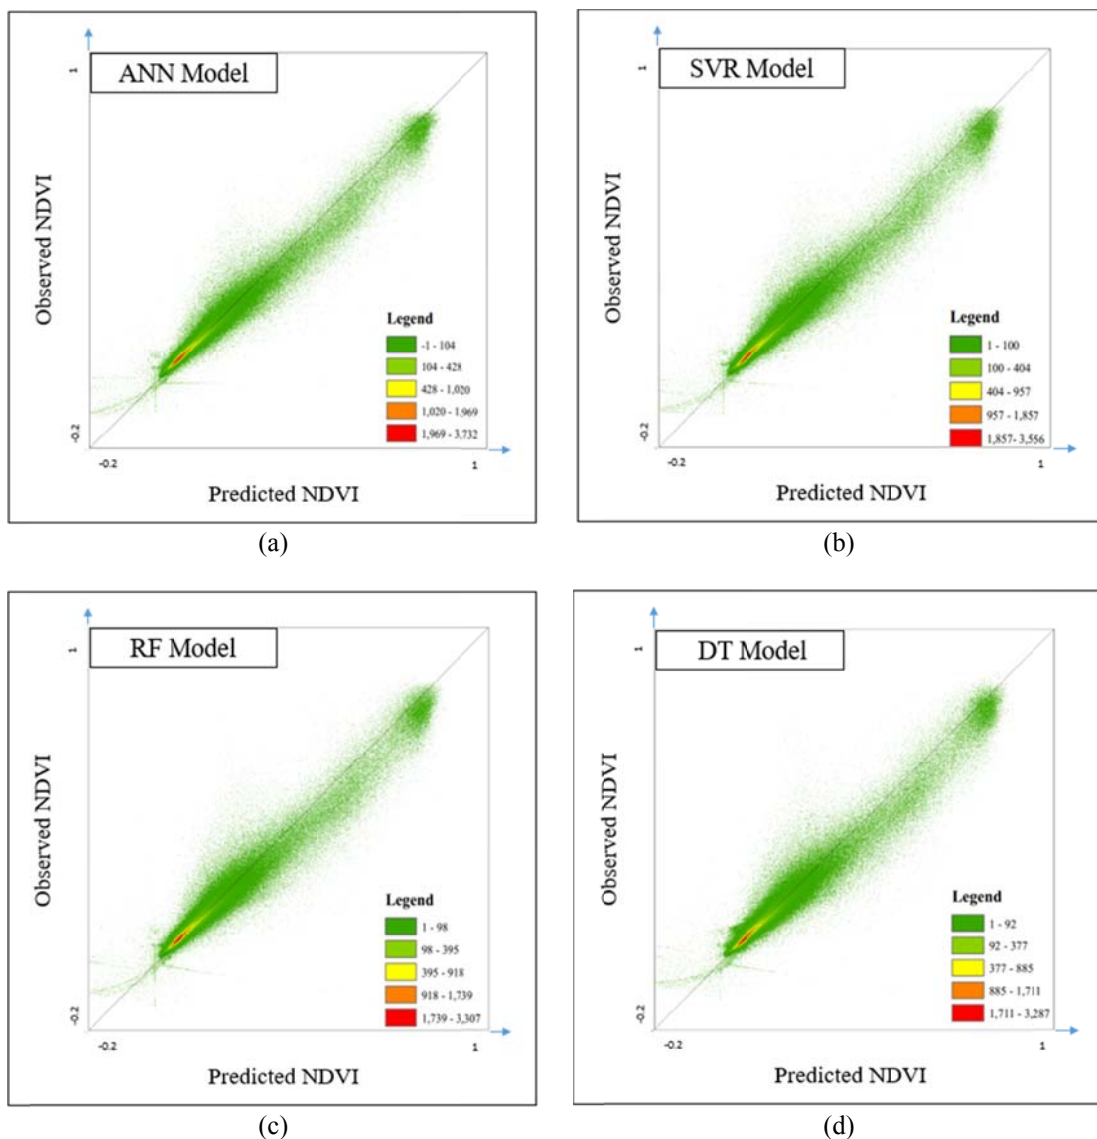 ANN Model
1
Observed NDVI
-0.2
Legend
-1 - 104
104 - 428
428 - 1,020
1,020 - 1,969
1,969 - 3,732
-0.2
1
Predicted NDVI
(a)
SVR Model
1
Observed NDVI
-0.2
Legend
1 - 100
100 - 404
404 - 957
957 - 1,857
1,857- 3,556
-0.2
1
Predicted NDVI
(b)
RF Model
1
Observed NDVI
-0.2
Legend
1 - 98
98 - 395
395 - 918
918 - 1,739
1,739 - 3,307
-0.2
1
Predicted NDVI
(c)
DT Model
1
Observed NDVI
-0.2
Legend
1 - 92
92 - 377
377 - 885
885 - 1,711
1,711 - 3,287
-0.2
1
Predicted NDVI
(d)